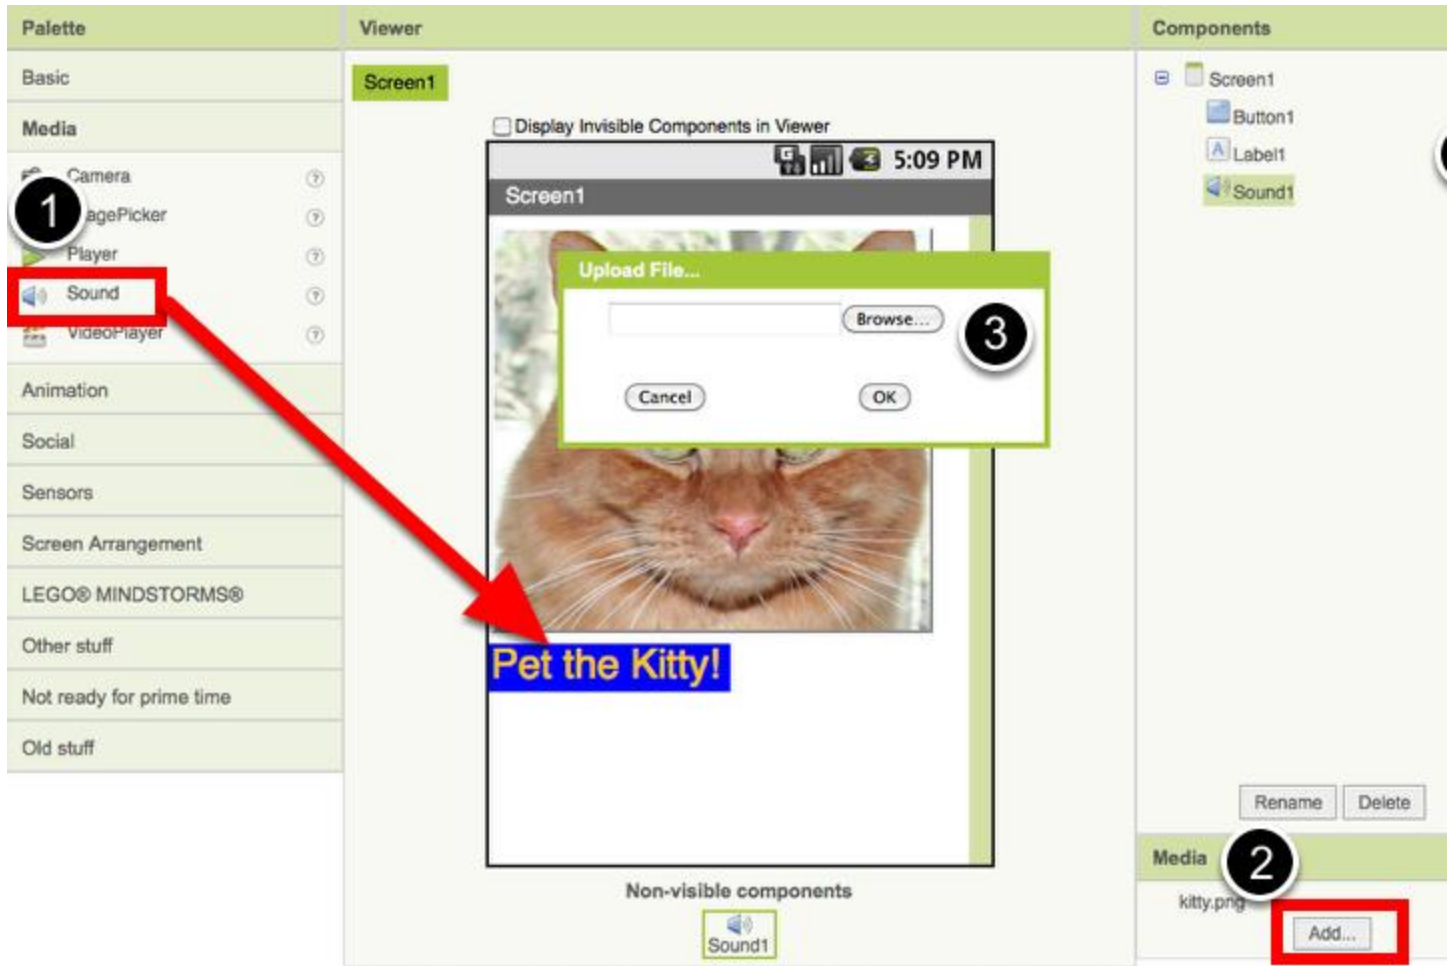 Palette
Basic
Media
Camera
agePicker
Player
Sound
VideoPlayer
Animation
Social
Sensors
Screen Arrangement
LEGO® MINDSTORMS®
Other stuff
Not ready for prime time
Old stuff
1
Viewer
Screen1
Display Invisible Components in Viewer
5:09 PM
Screen1
Upload File...
Browse...
3
Cancel
OK
Pet the Kitty!
Non-visible components
Sound1
Components
Screen1
Button1
A Label1
Sound1
Rename Delete
Media
2
kitty.png
Add...